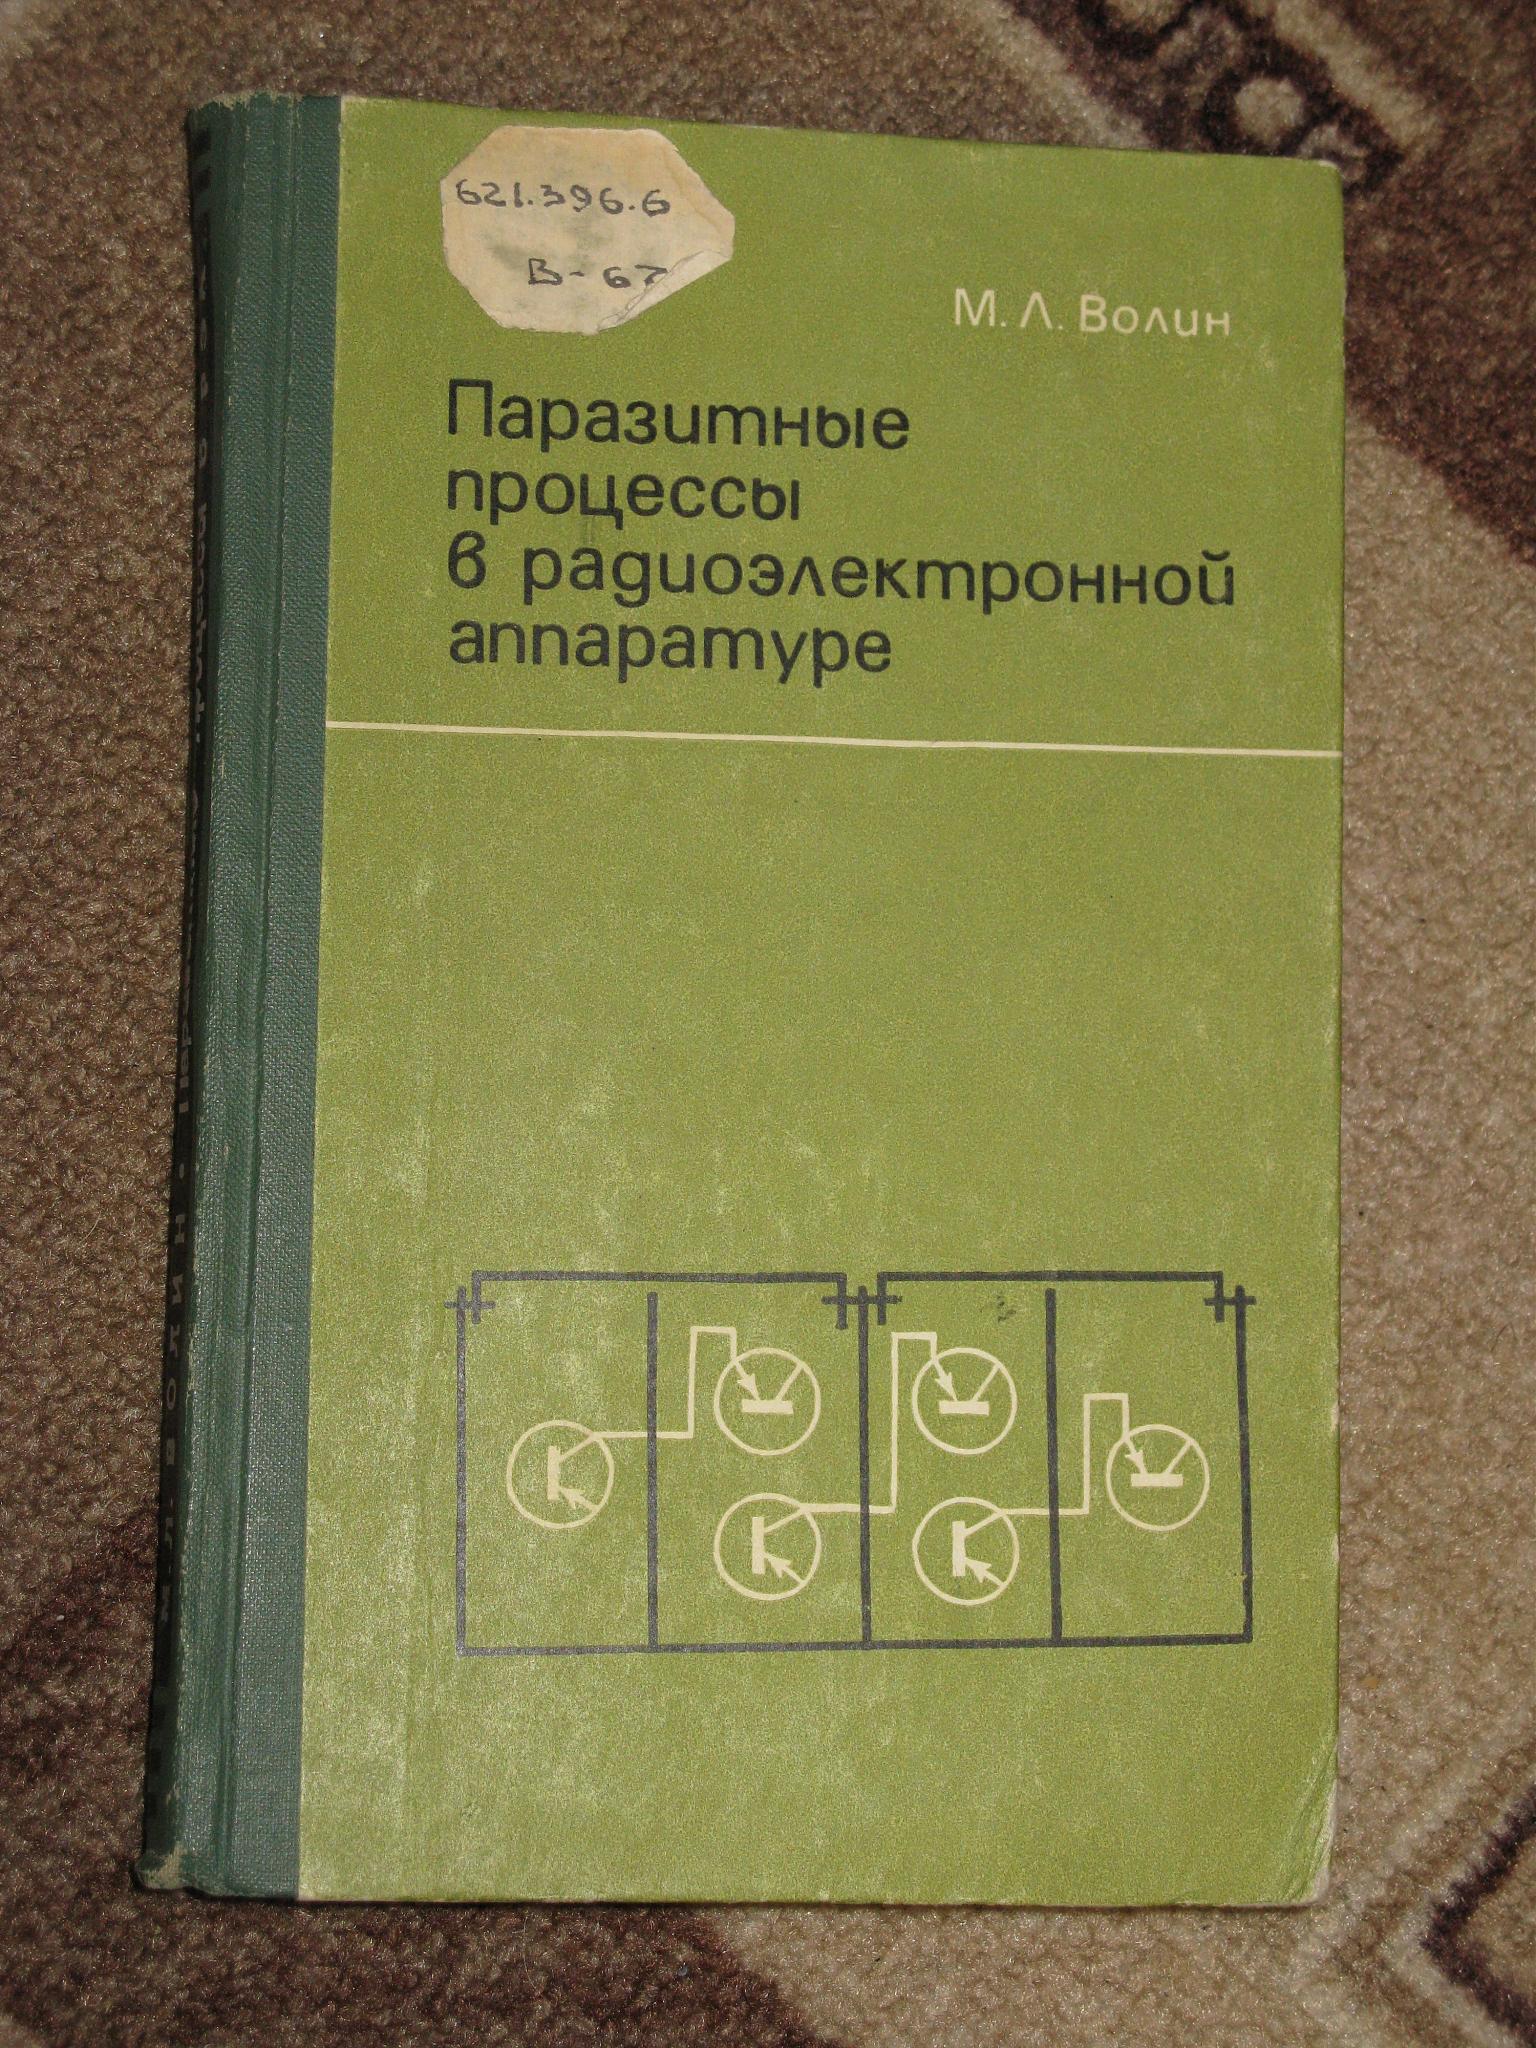 621.396.6
В-67
М. Л. Волин
Паразитные
процессы
в радиоэлектронной
аппаратуре